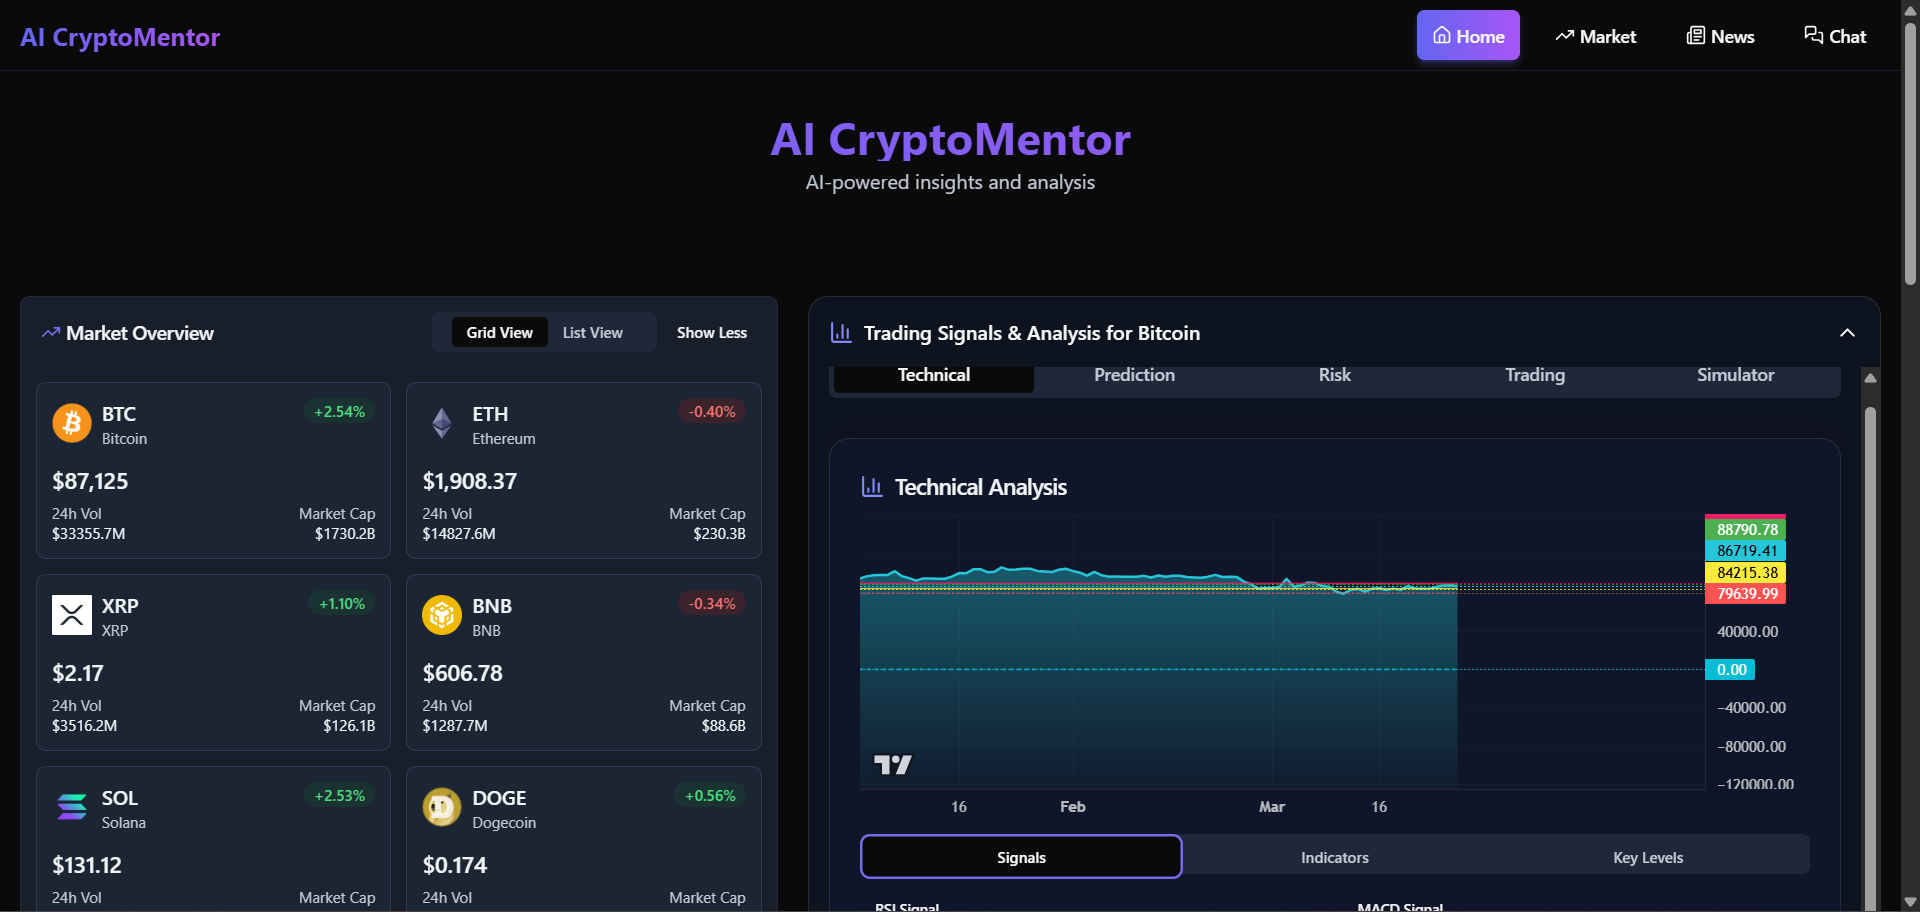 AI CryptoMentor
Home
Market
News
Chat
AI CryptoMentor
AI-powered insights and analysis
Market Overview
Grid View
List View
Show Less
BTC
+2.54%
Bitcoin
$87,125
24h Vol
Market Cap
$33355.7M
$1730.2B
ETH
-0.40%
Ethereum
$1,908.37
24h Vol
Market Cap
$14827.6M
$230.3B
XRP
+1.10%
XRP
$2.17
24h Vol
Market Cap
$3516.2M
$126.1B
BNB
-0.34%
BNB
$606.78
24h Vol
Market Cap
$1287.7M
$88.6B
SOL
+2.53%
Solana
$131.12
24h Vol
Market Cap
DOGE
+0.56%
Dogecoin
$0.174
24h Vol
Market Cap
Trading Signals & Analysis for Bitcoin
Technical
Prediction
Risk
Trading
Simulator
Technical Analysis
88790.78
86719.41
84215.38
79639.99
40000.00
0.00
−40000.00
−80000.00
−120000.00
16
Feb
Mar
16
Signals
Indicators
Key Levels
RSI Signal
MACD Signal